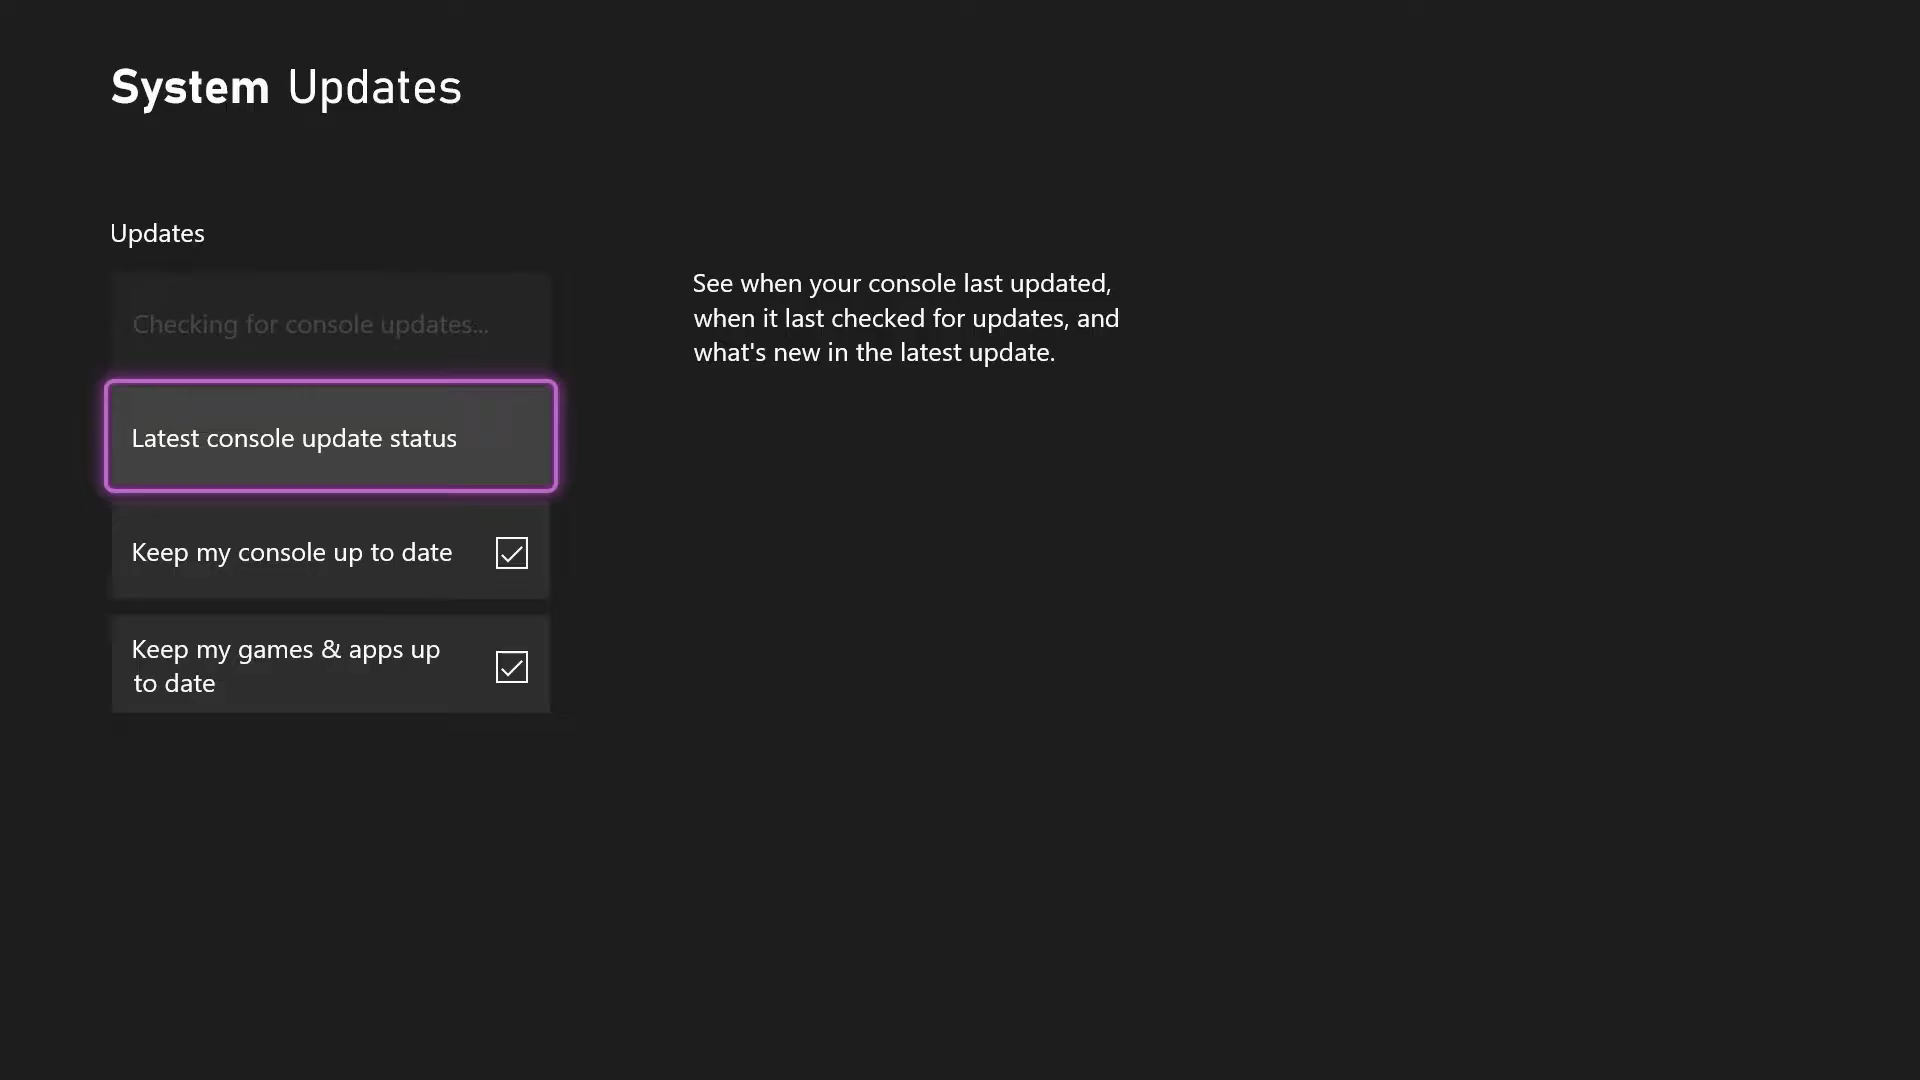 System Updates
Updates
Checking for console updates...
Latest console update status
Keep my console up to date
Keep my games & apps up
to date
See when your console last updated,
when it last checked for updates, and
what's new in the latest update.